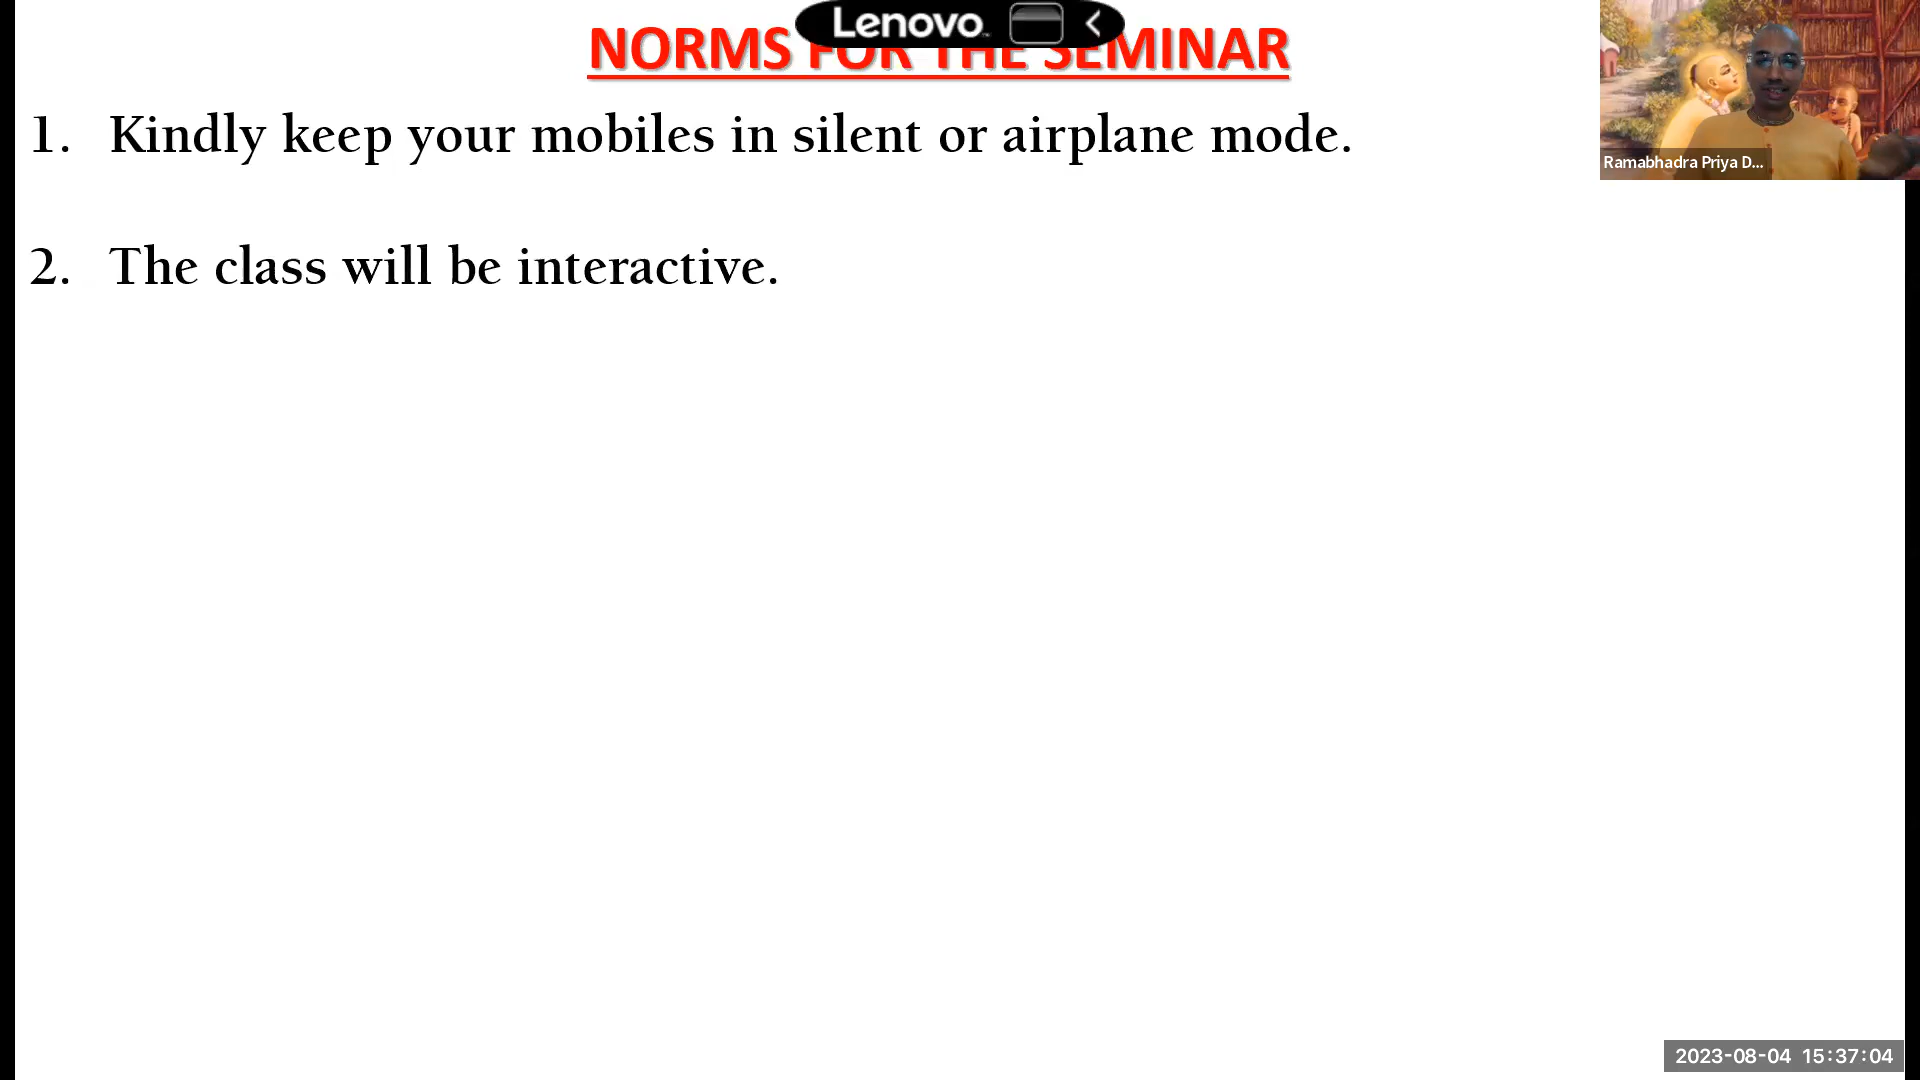 Lenovo
NORMS FOR THE SEMINAR
1. Kindly keep your mobiles in silent or airplane mode.
2. The class will be interactive.
Ramabhadra Priya D...
2023-08-04 15:37:04